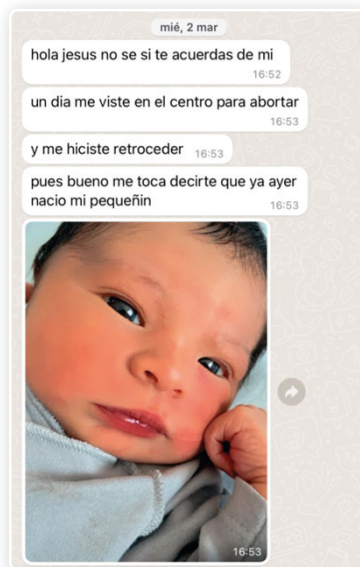 mié, 2 mar
hola jesus no se si te acuerdas de mi
16:52
un dia me viste en el centro para abortar
16:53
y me hiciste retroceder 16:53
pues bueno me toca decirte que ya ayer
nacio mi pequeñin
16:53
16:53